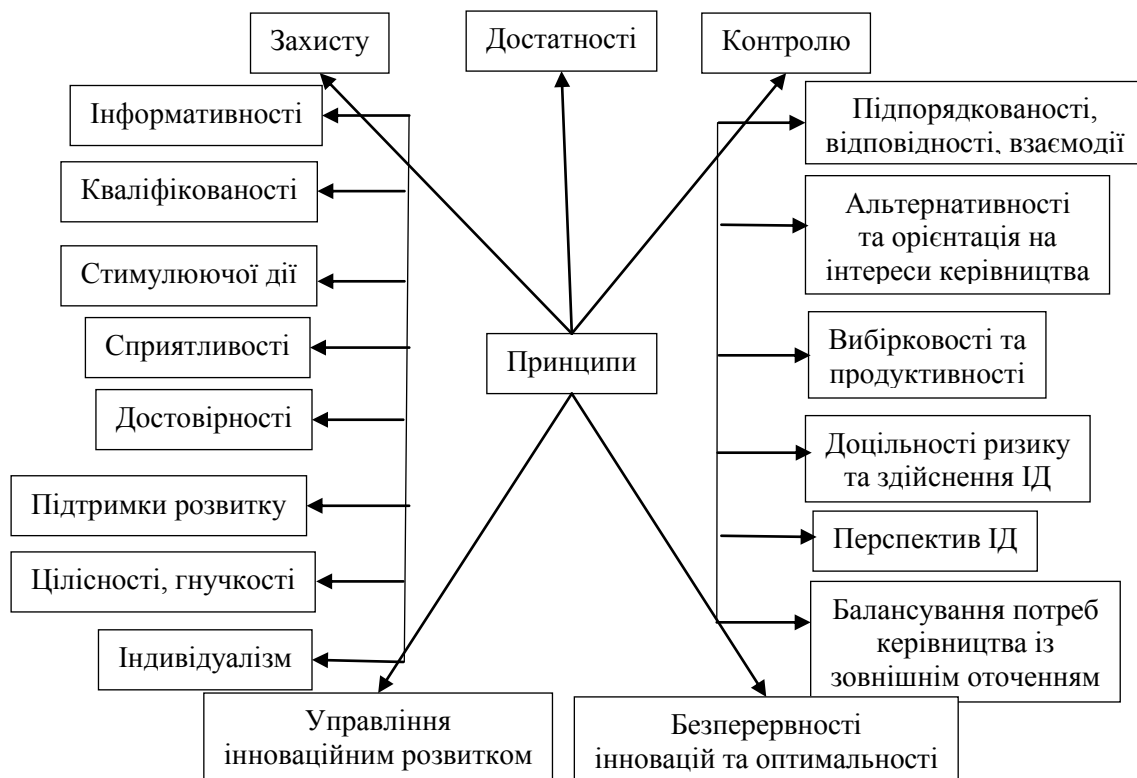 Захисту
Достатності
Контролю
Інформативності
Кваліфікованості
Стимулюючої дії
Сприятливості
Достовірності
Підтримки розвитку
Цілісності, гнучкості
Індивідуалізм
Принципи
Підпорядкованості,
відповідності, взаємодії
Альтернативності
та орієнтація на
інтереси керівництва
Вибірковості та
продуктивності
Доцільності ризику
та здійснення ІД
Перспектив ІД
Балансування потреб
керівництва із
зовнішнім оточенням
Управління
інноваційним розвитком
Безперервності
інновацій та оптимальності